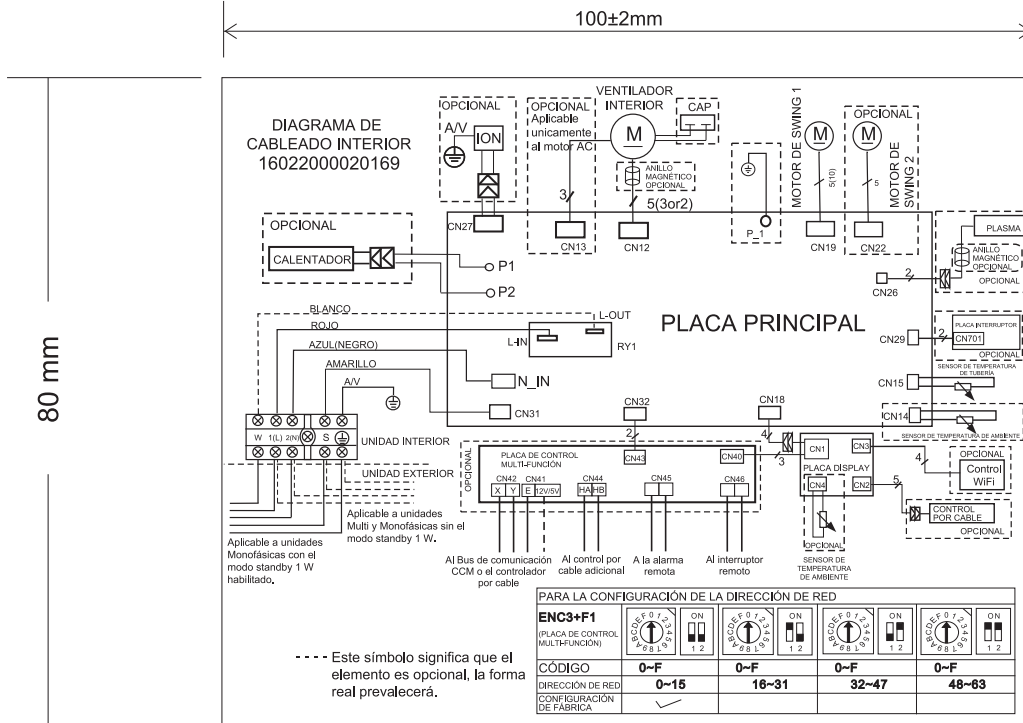 100±2mm
80 mm
DIAGRAMA DE
CABLEADO INTERIOR
16022000020169
OPCIONAL
A/V
ION
CN27
OPCIONAL
Aplicable
unicamente
al motor AC
3
CN13
VENTILADOR
INTERIOR
M
CAP
ANILLO
MAGNÉTICO
OPCIONAL
5(3or2)
CN12
P_1
MOTOR DE SWING 1
M
5(10)
CN19
OPCIONAL
M
5
MOTOR DE
SWING 2
CN22
PLASMA
ANILLO
MAGNÉTICO
OPCIONAL
OPCIONAL
2
CN26
OPCIONAL
CALENTADOR
P1
P2
PLACA PRINCIPAL
BLANCO
ROJO
AZUL(NEGRO)
AMARILLO
A/V
L-OUT
L-IN
RY1
N_IN
CN31
CN32
CN18
CN29
2
PLACA INTERRUPTOR
CN701
OPCIONAL
CN15
SENSOR DE TEMPERATURA
DE TUBERÍA
CN14
SENSOR DE TEMPERATURA DE AMBIENTE
W 1(L) 2(N) S
UNIDAD INTERIOR
UNIDAD EXTERIOR
Aplicable a unidades
Multi y Monofásicas sin el
modo standby 1 W.
Aplicable a unidades
Monofásicas con el
modo standby 1 W
habilitado.
OPCIONAL
PLACA DE CONTROL
MULTI-FUNCIÓN
2
CN43
4
CN40
3
CN42
X Y
CN41
E 12V/5V
CN44
HA HB
CN45
CN46
Al Bus de comunicación
CCM o el controlador
por cable
Al control por
cable adicional
A la alarma
remota
Al interruptor
remoto
CN1
CN3
PLACA DISPLAY
CN4
CN2
OPCIONAL
SENSOR DE
TEMPERATURA
DE AMBIENTE
4
OPCIONAL
Control
WiFi
5
CONTROL
POR CABLE
OPCIONAL
---- Este símbolo significa que el
elemento es opcional, la forma
real prevalecerá.
PARA LA CONFIGURACIÓN DE LA DIRECCIÓN DE RED
ENC3+F1
(PLACA DE CONTROL
MULTI-FUNCIÓN)
0123456789ABCDEF
ON
1 2
0123456789ABCDEF
ON
1 2
0123456789ABCDEF
ON
1 2
0123456789ABCDEF
ON
1 2
CÓDIGO 0~F 0~F 0~F 0~F
DIRECCIÓN DE RED 0~15 16~31 32~47 48~63
CONFIGURACIÓN
DE FÁBRICA